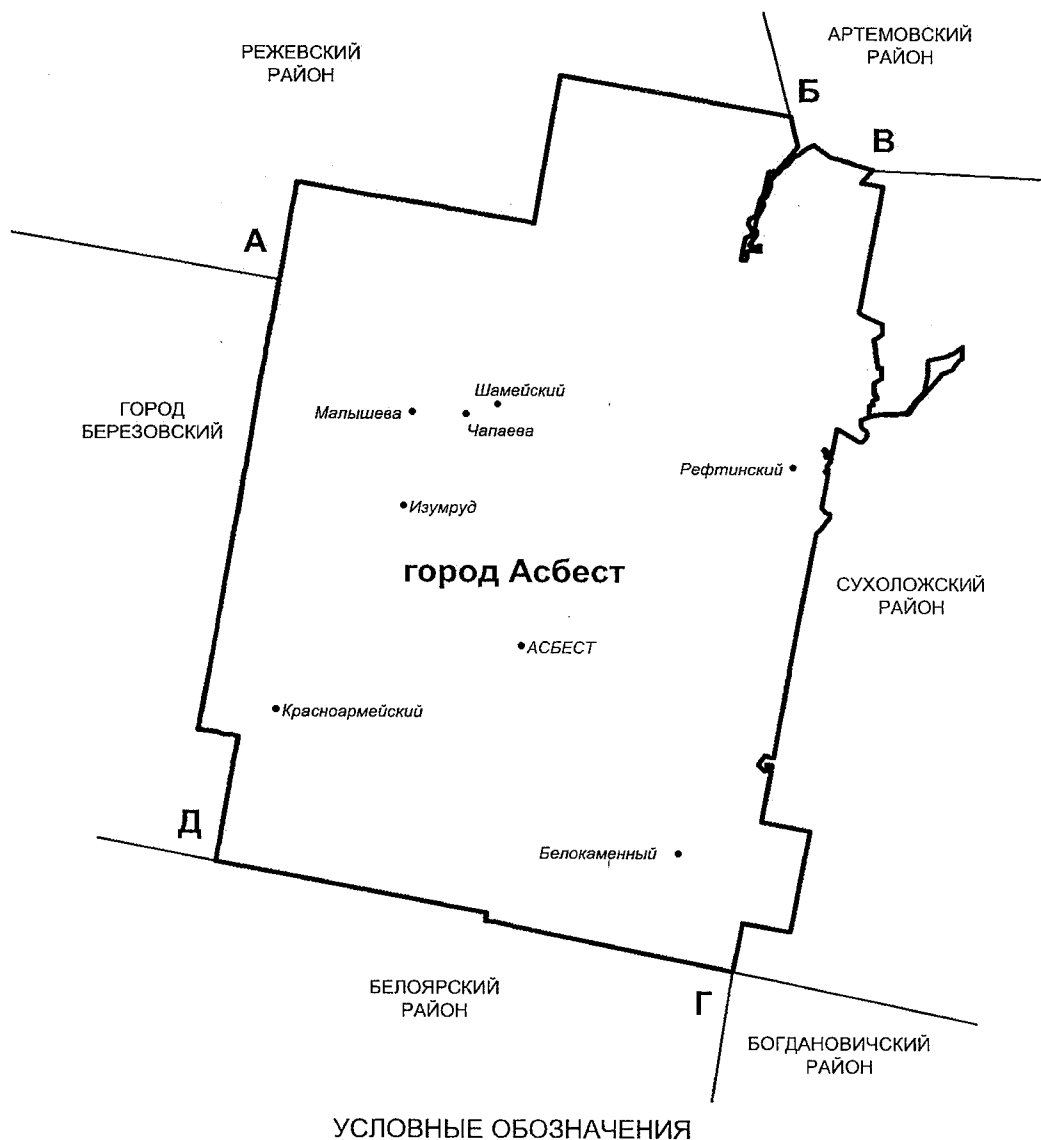 РЕЖЕВСКИЙ
РАЙОН
АРТЕМОВСКИЙ
РАЙОН
Б
В
А
ГОРОД
БЕРЕЗОВСКИЙ
Шамейский
Малышева
Чапаева
Рефтинский
Изумруд
город Асбест
СУХОЛОЖСКИЙ
РАЙОН
АСБЕСТ
Красноармейский
Д
Белокаменный
БЕЛОЯРСКИЙ
РАЙОН
Г
БОГДАНОВИЧСКИЙ
РАЙОН
УСЛОВНЫЕ ОБОЗНАЧЕНИЯ